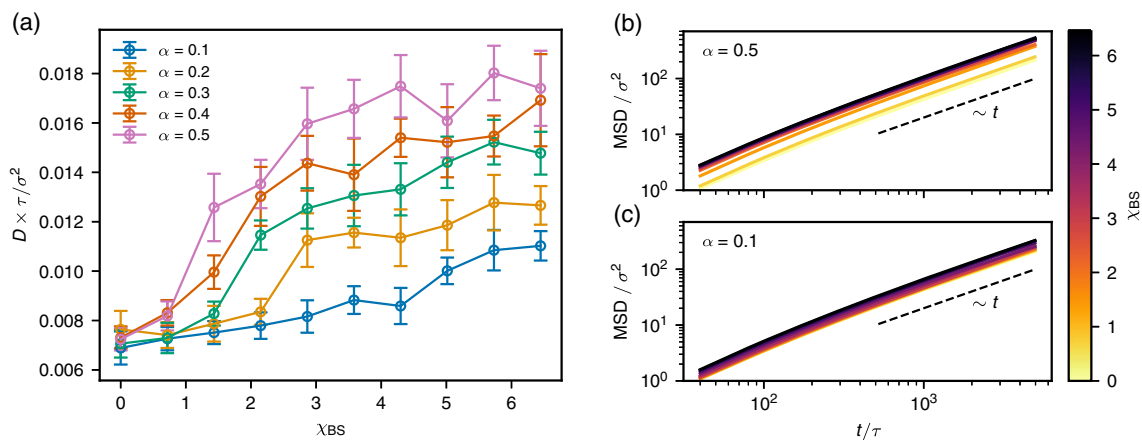 (a)
α = 0.1
α = 0.2
α = 0.3
α = 0.4
α = 0.5
0.018
0.016
0.014
0.012
0.010
0.008
0.006
D × τ/σ²
0 1 2 3 4 5 6
χBS
(b)
α = 0.5
10²
10¹
10⁰
MSD / σ²
~ t
(c)
α = 0.1
10²
10¹
10⁰
MSD / σ²
~ t
10² 10³
t/τ
6
5
4
3
2
1
0
χBS